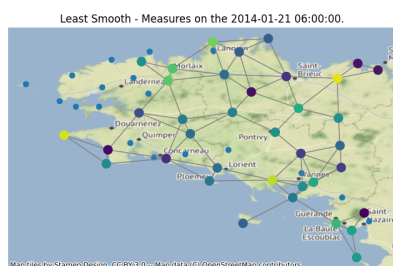 Least Smooth - Measures on the 2014-01-21 06:00:00.
Lannion
Morlaix
Saint-
Brieuc
Landerneau
Douarnenez
Quimper
Pontivy
Concarneau
Lorient
Ploemeur
Vannes
Guérande
Saint-
Nazaire
La Baule-
Escoublac
Map tiles by Stamen Design, CC BY 3.0 -- Map data (C) OpenStreetMap contributors